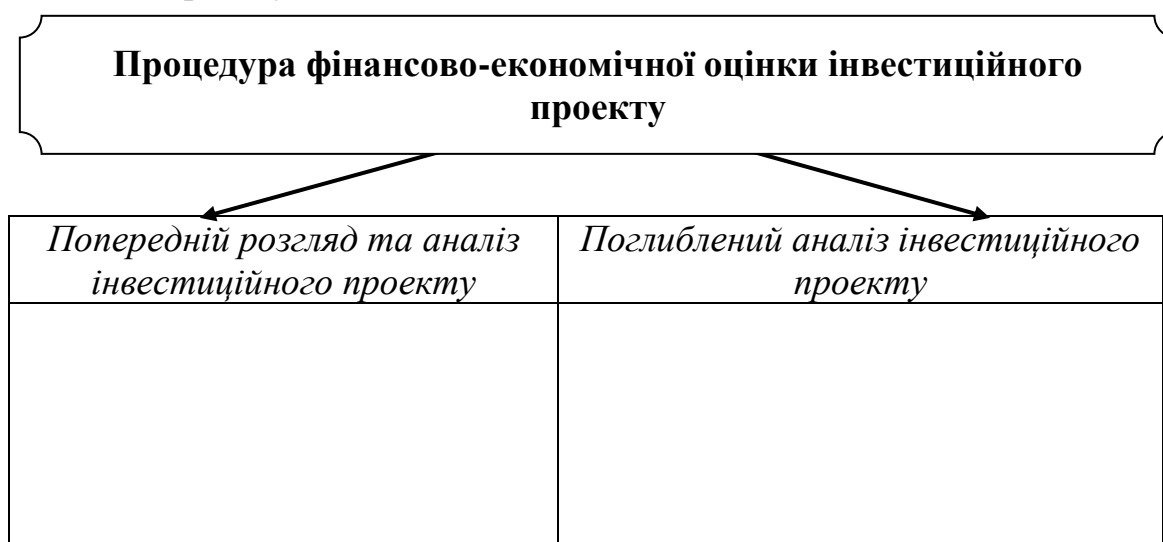 Процедура фінансово-економічної оцінки інвестиційного
проекту
Попередній розгляд та аналіз
інвестиційного проекту
Поглиблений аналіз інвестиційного
проекту